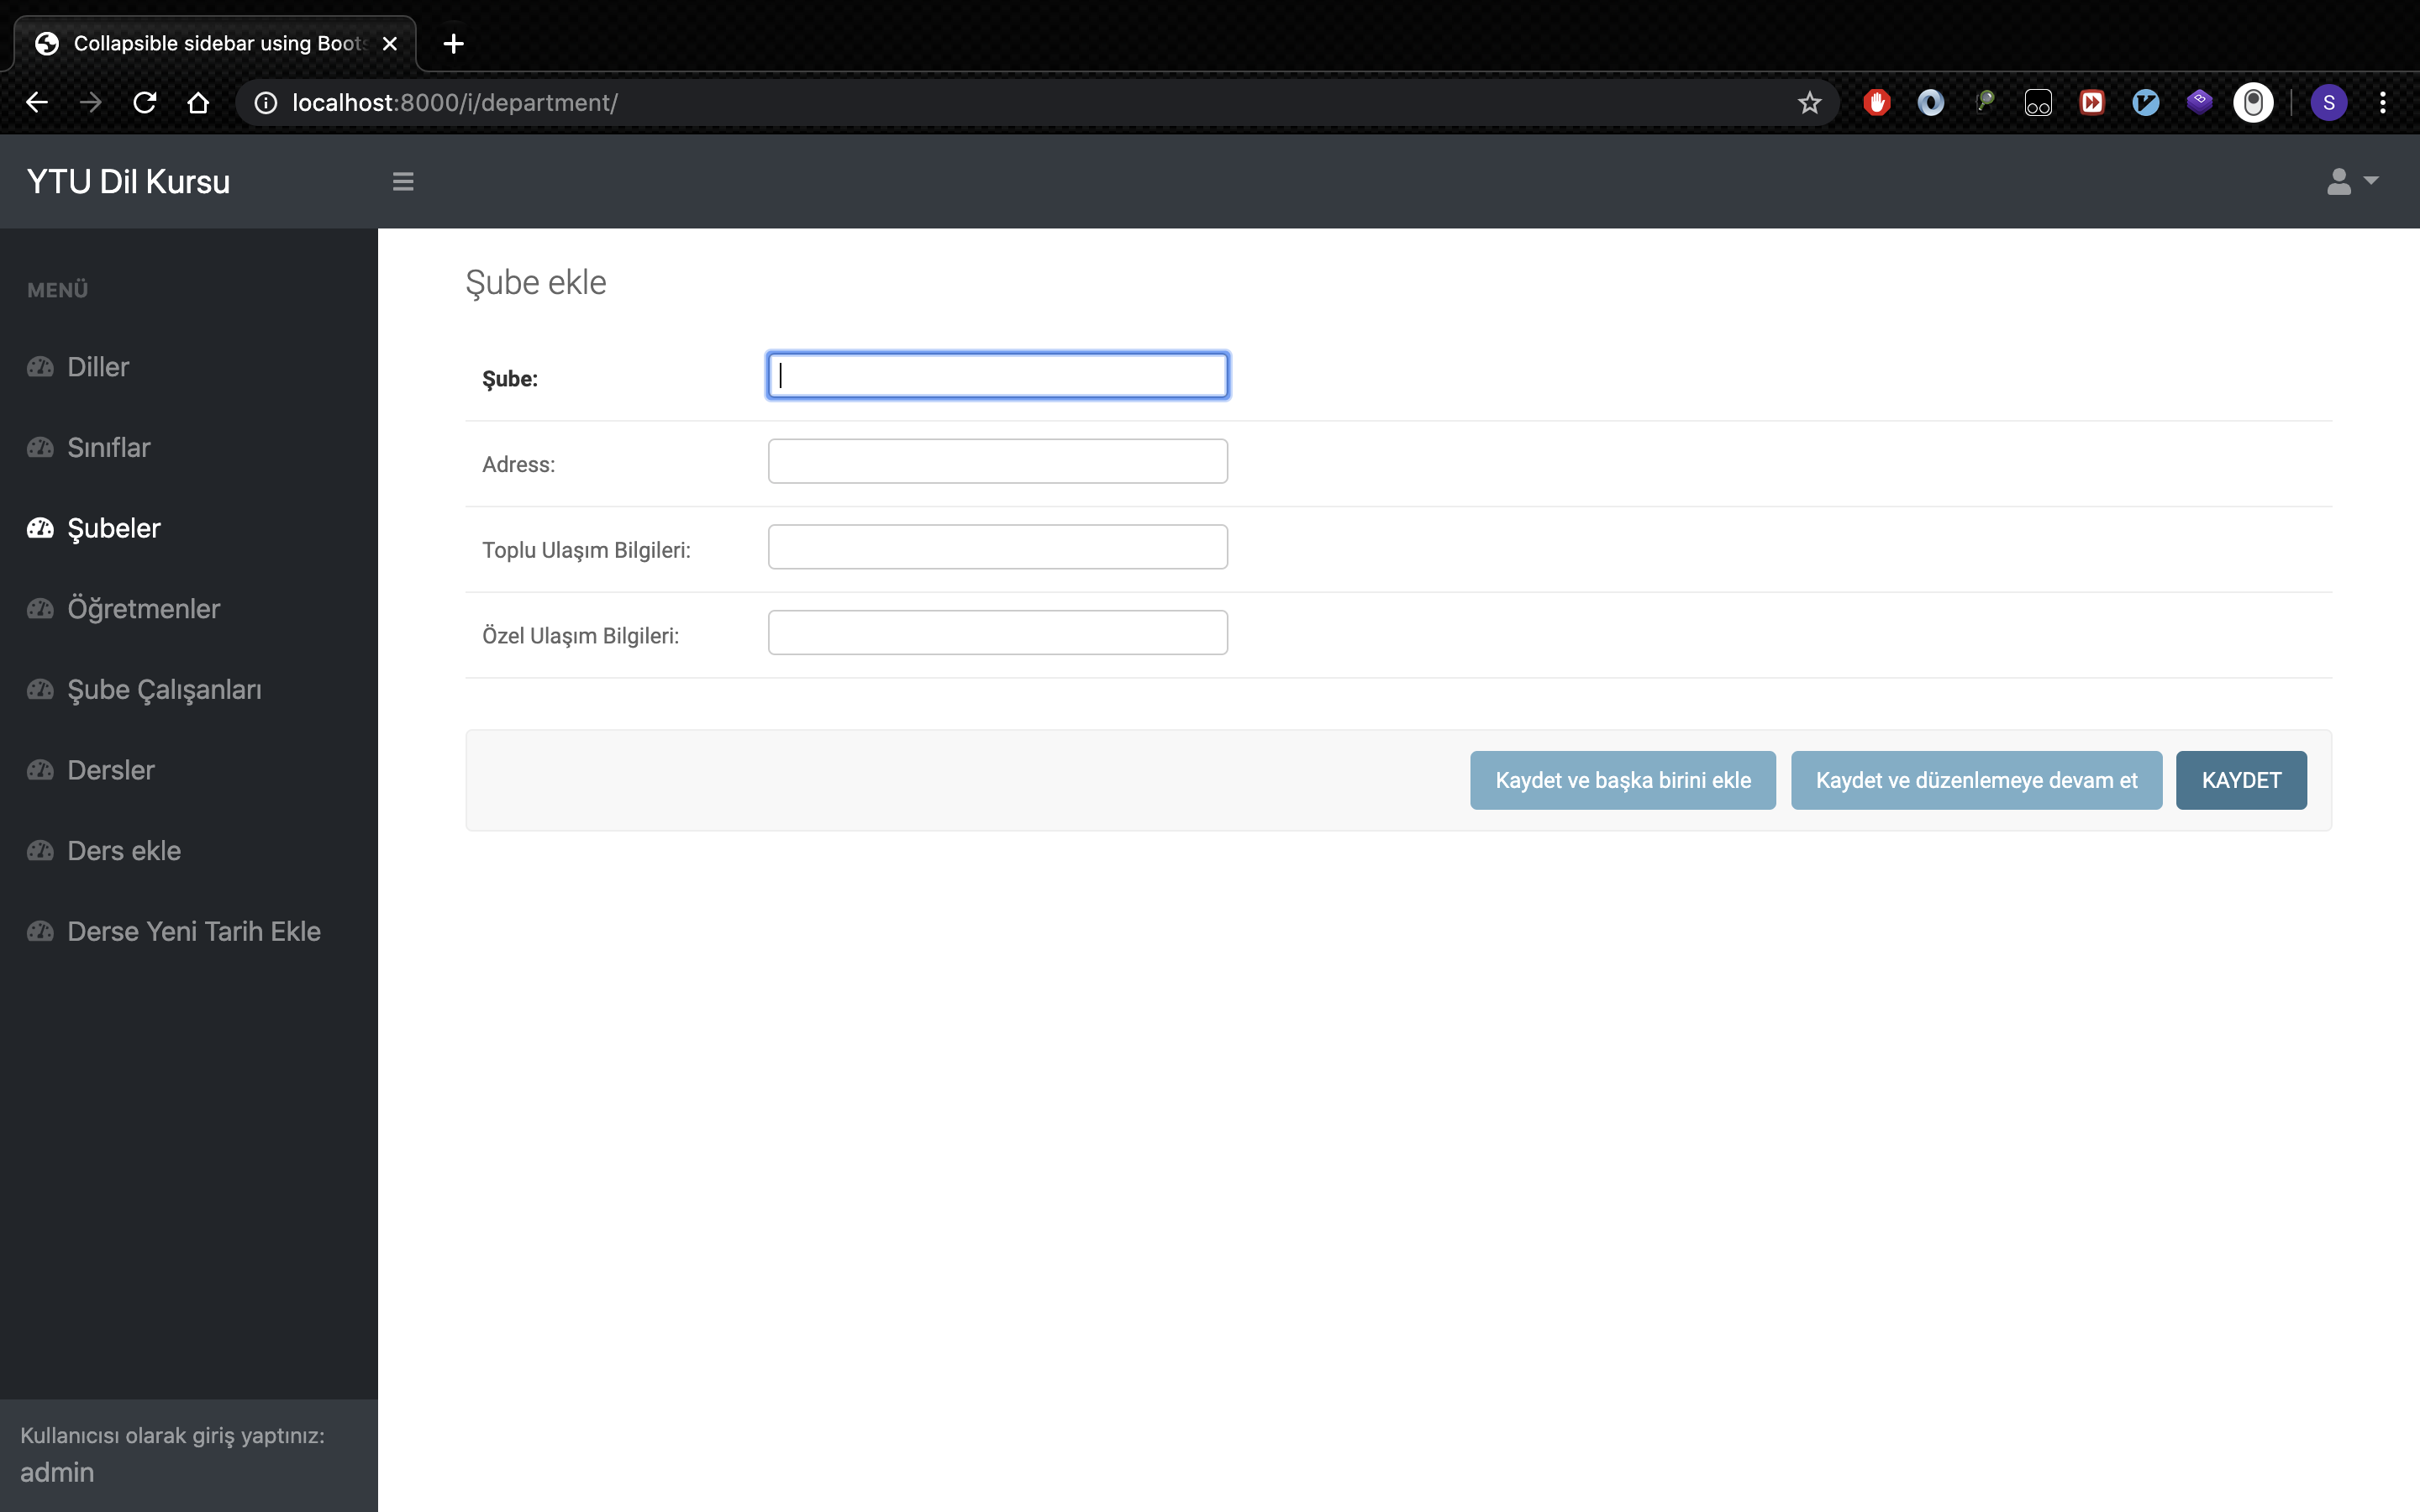 Collapsible sidebar using Boots
localhost:8000/i/department/
S
YTU Dil Kursu
MENÜ
Diller
Sınıflar
Şubeler
Öğretmenler
Şube Çalışanları
Dersler
Ders ekle
Derse Yeni Tarih Ekle
Kullanıcısı olarak giriş yaptınız:
admin
Şube ekle
Şube:
Adress:
Toplu Ulaşım Bilgileri:
Özel Ulaşım Bilgileri:
Kaydet ve başka birini ekle
Kaydet ve düzenlemeye devam et
KAYDET